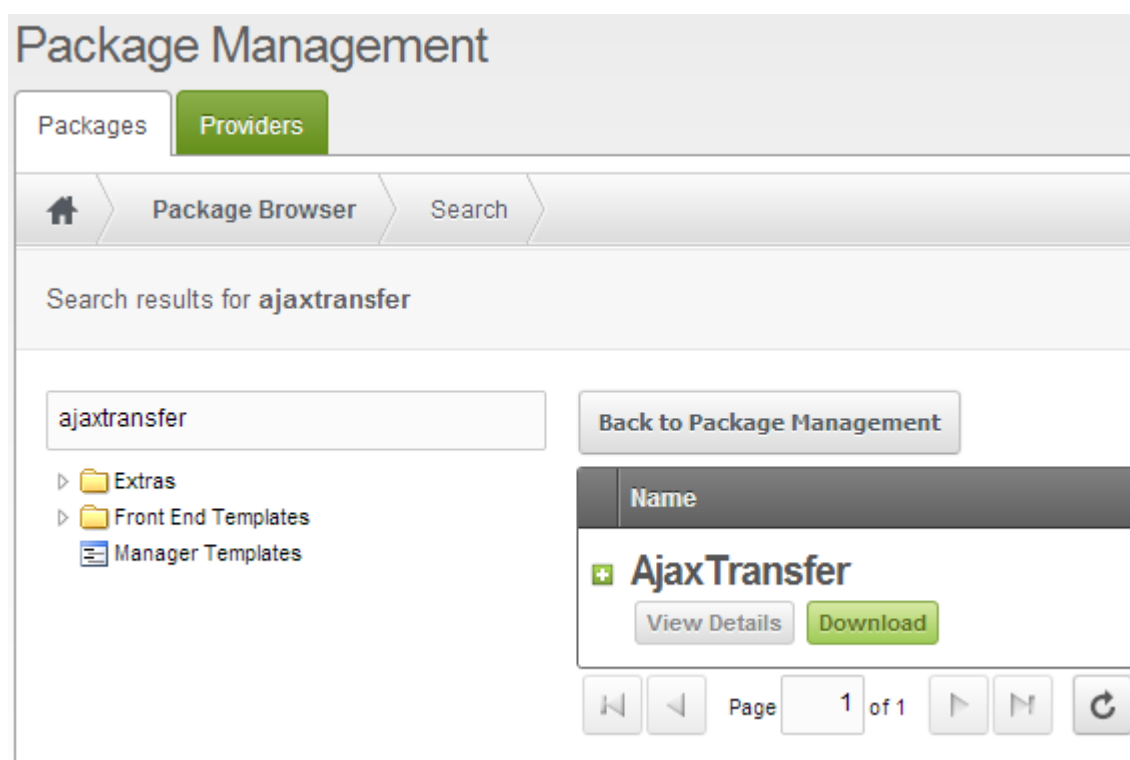 Package Management
Packages Providers
Package Browser Search
Search results for ajaxtransfer
ajaxtransfer
Extras
Front End Templates
Manager Templates
Back to Package Management
Name
AjaxTransfer
View Details Download
Page 1 of 1